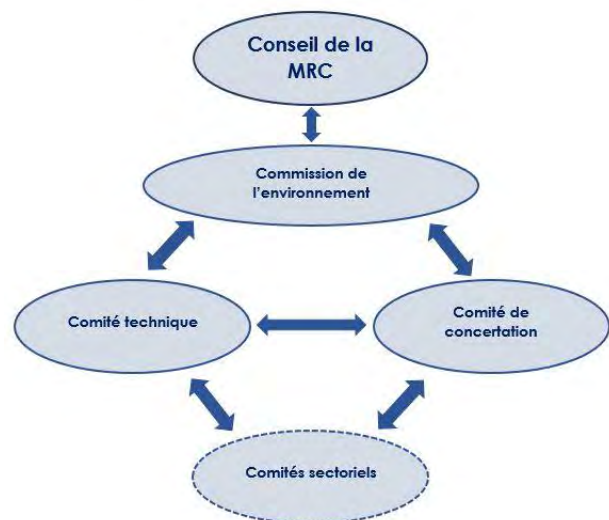 Conseil de la
MRC
Commission de
l'environnement
Comité technique
Comité de
concertation
Comités sectoriels